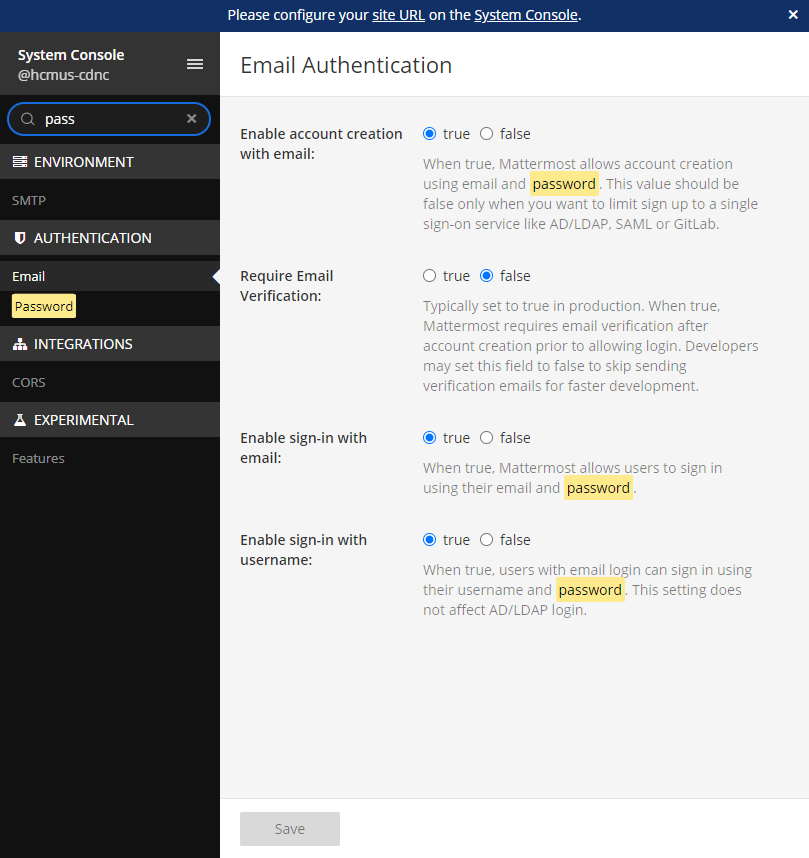 Please configure your site URL on the System Console.
System Console
@hcmus-cdnc
pass
ENVIRONMENT
SMTP
AUTHENTICATION
Email
Password
INTEGRATIONS
CORS
EXPERIMENTAL
Features
Email Authentication
Enable account creation
with email:
true false
When true, Mattermost allows account creation
using email and password. This value should be
false only when you want to limit sign up to a single
sign-on service like AD/LDAP, SAML or GitLab.
Require Email
Verification:
true false
Typically set to true in production. When true,
Mattermost requires email verification after
account creation prior to allowing login. Developers
may set this field to false to skip sending
verification emails for faster development.
Enable sign-in with
email:
true false
When true, Mattermost allows users to sign in
using their email and password.
Enable sign-in with
username:
true false
When true, users with email login can sign in using
their username and password. This setting does
not affect AD/LDAP login.
Save